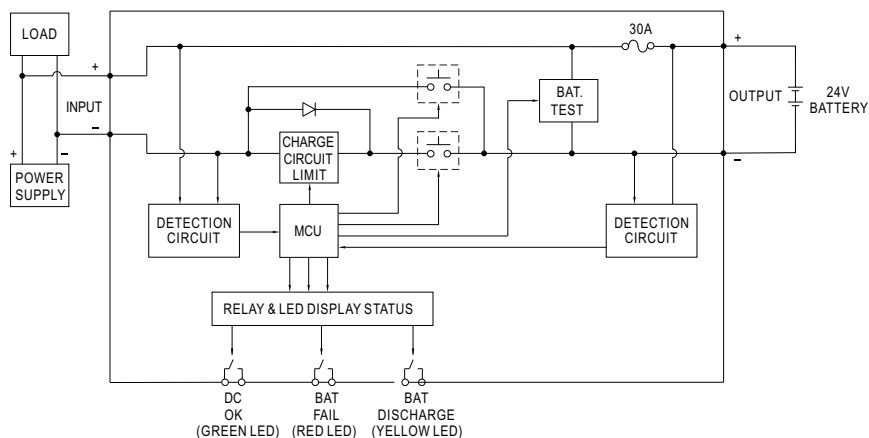 LOAD
30A
+
+
INPUT
BAT.
TEST
OUTPUT
24V
BATTERY
−
−
+
−
CHARGE
CIRCUIT
LIMIT
POWER
SUPPLY
DETECTION
CIRCUIT
MCU
DETECTION
CIRCUIT
RELAY & LED DISPLAY STATUS
DC
OK
(GREEN LED)
BAT
FAIL
(RED LED)
BAT
DISCHARGE
(YELLOW LED)